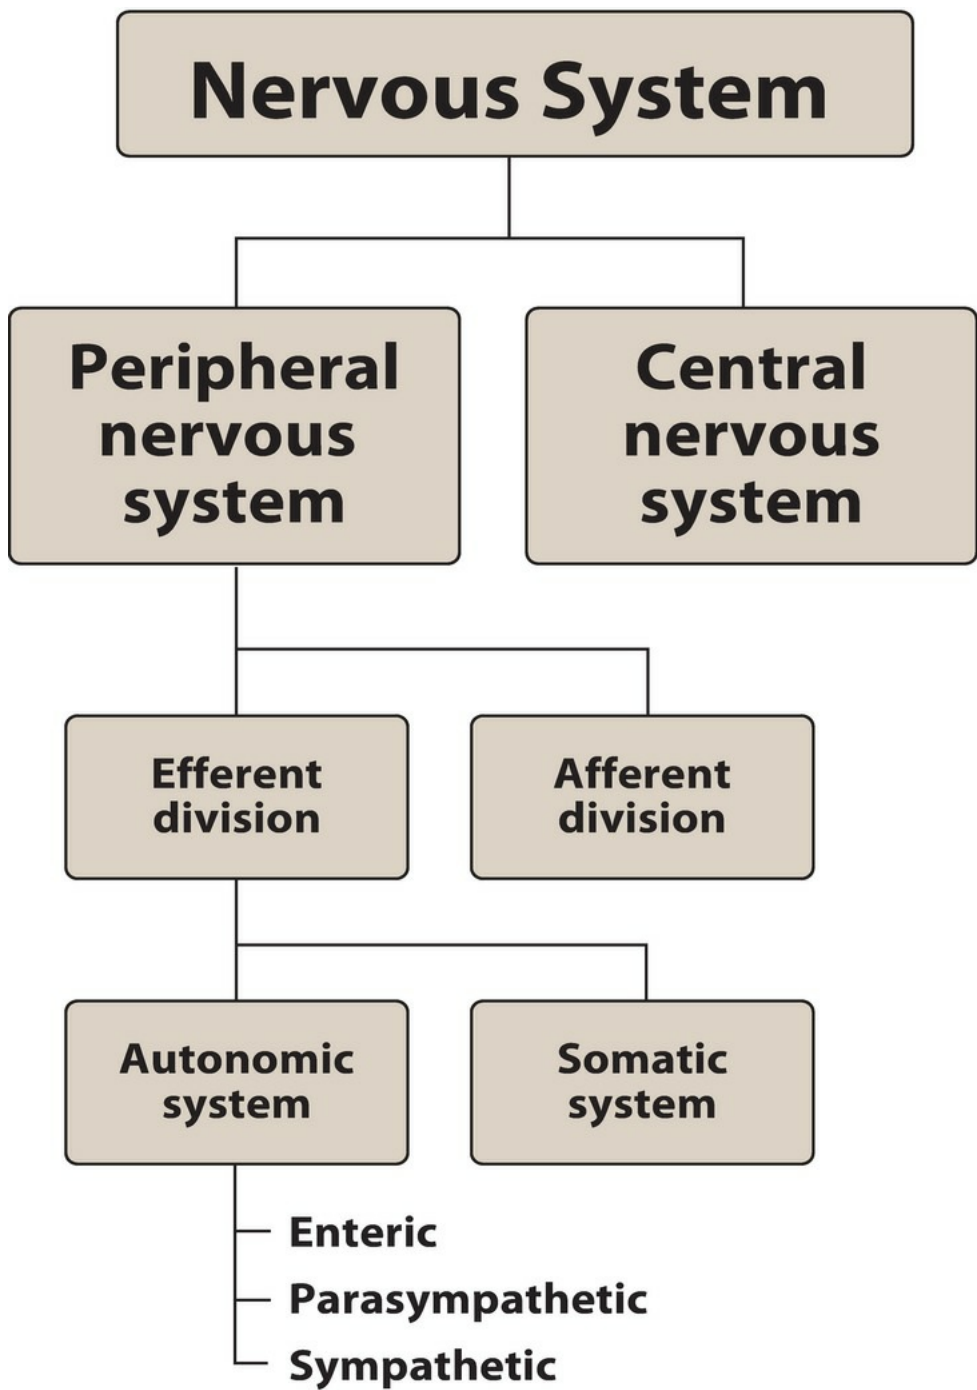 Nervous System
Peripheral
nervous
system
Central
nervous
system
Efferent
division
Afferent
division
Autonomic
system
Somatic
system
Enteric
Parasympathetic
Sympathetic